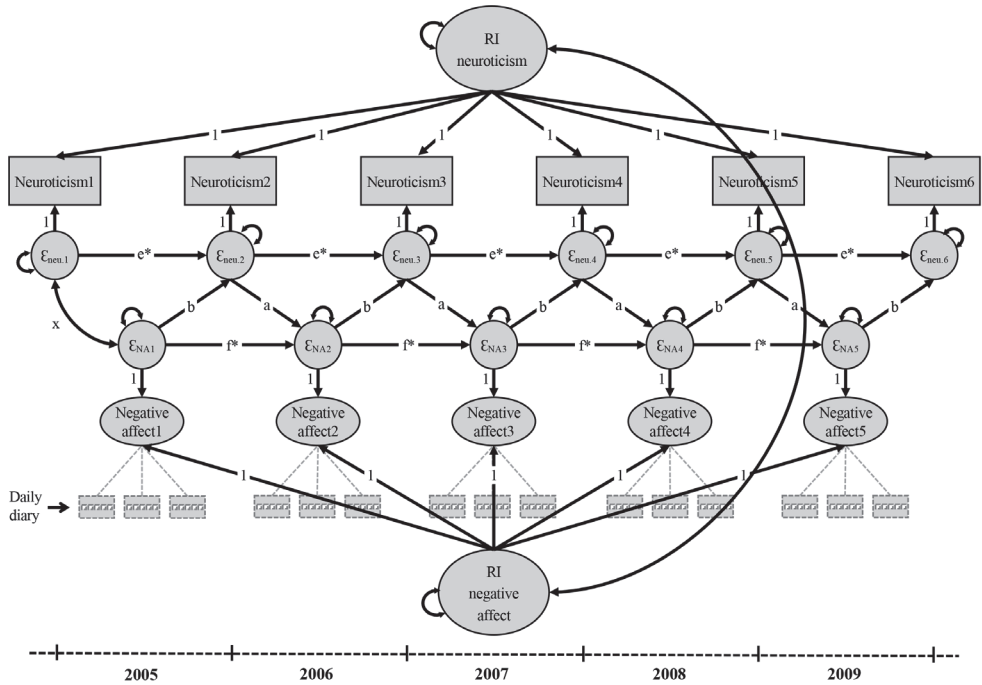 RI
neuroticism
1 1 1 1 1 1
Neuroticism1 Neuroticism2 Neuroticism3 Neuroticism4 Neuroticism5 Neuroticism6
1 1 1 1 1 1
εneu.1 e* εneu.2 e* εneu.3 e* εneu.4 e* εneu.5 e* εneu.6
b a b a b a b a b
x
εNA1 f* εNA2 f* εNA3 f* εNA4 f* εNA5
1 1 1 1 1
Negative Negative Negative Negative Negative
affect1 affect2 affect3 affect4 affect5
1 1 1 1 1
Daily
diary
RI
negative
affect
2005 2006 2007 2008 2009